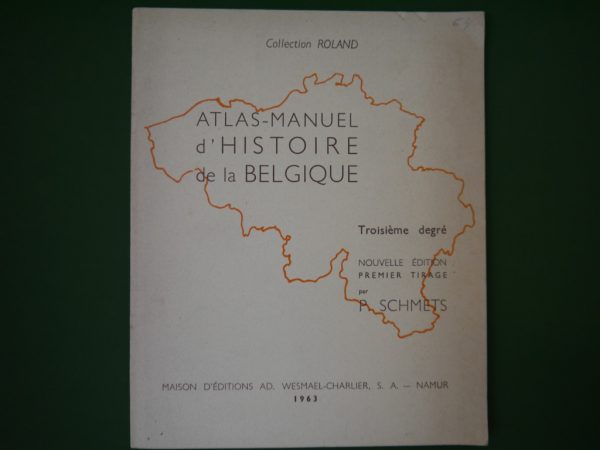 Collection ROLAND
ATLAS-MANUEL
d'HISTOIRE
de la BELGIQUE
Troisième degré
NOUVELLE ÉDITION
PREMIER TIRAGE
par
P. SCHMETS
MAISON D'ÉDITIONS AD. WESMAEL-CHARLIER, S. A. — NAMUR
1963